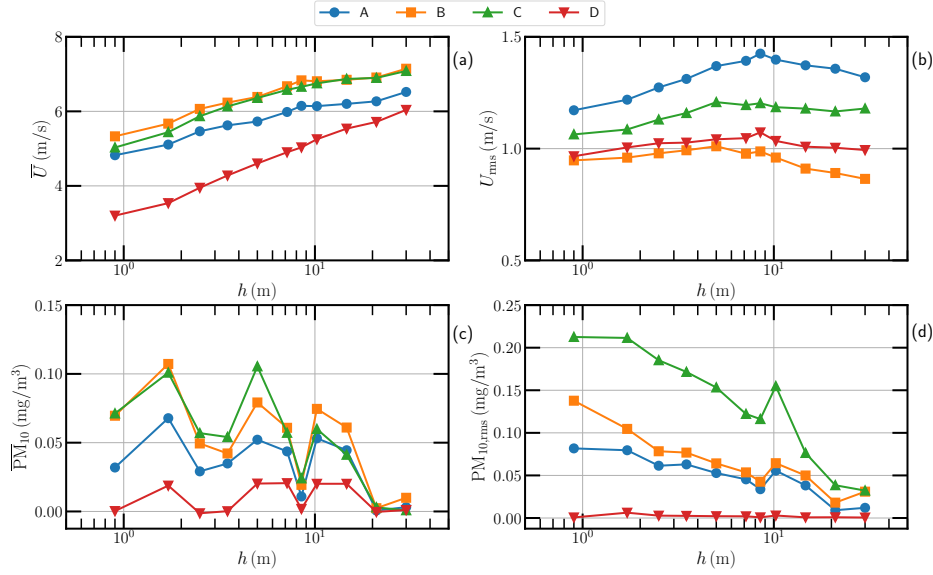 A B C D
8
6
4
2
U̅ (m/s)
10⁰ 10¹
h (m)
(a)
1.5
1.0
0.5
U_rms (m/s)
10⁰ 10¹
h (m)
(b)
0.15
0.10
0.05
0.00
P̅M̅₁₀ (mg/m³)
10⁰ 10¹
h (m)
(c)
0.25
0.20
0.15
0.10
0.05
0.00
PM₁₀,rms (mg/m³)
10⁰ 10¹
h (m)
(d)